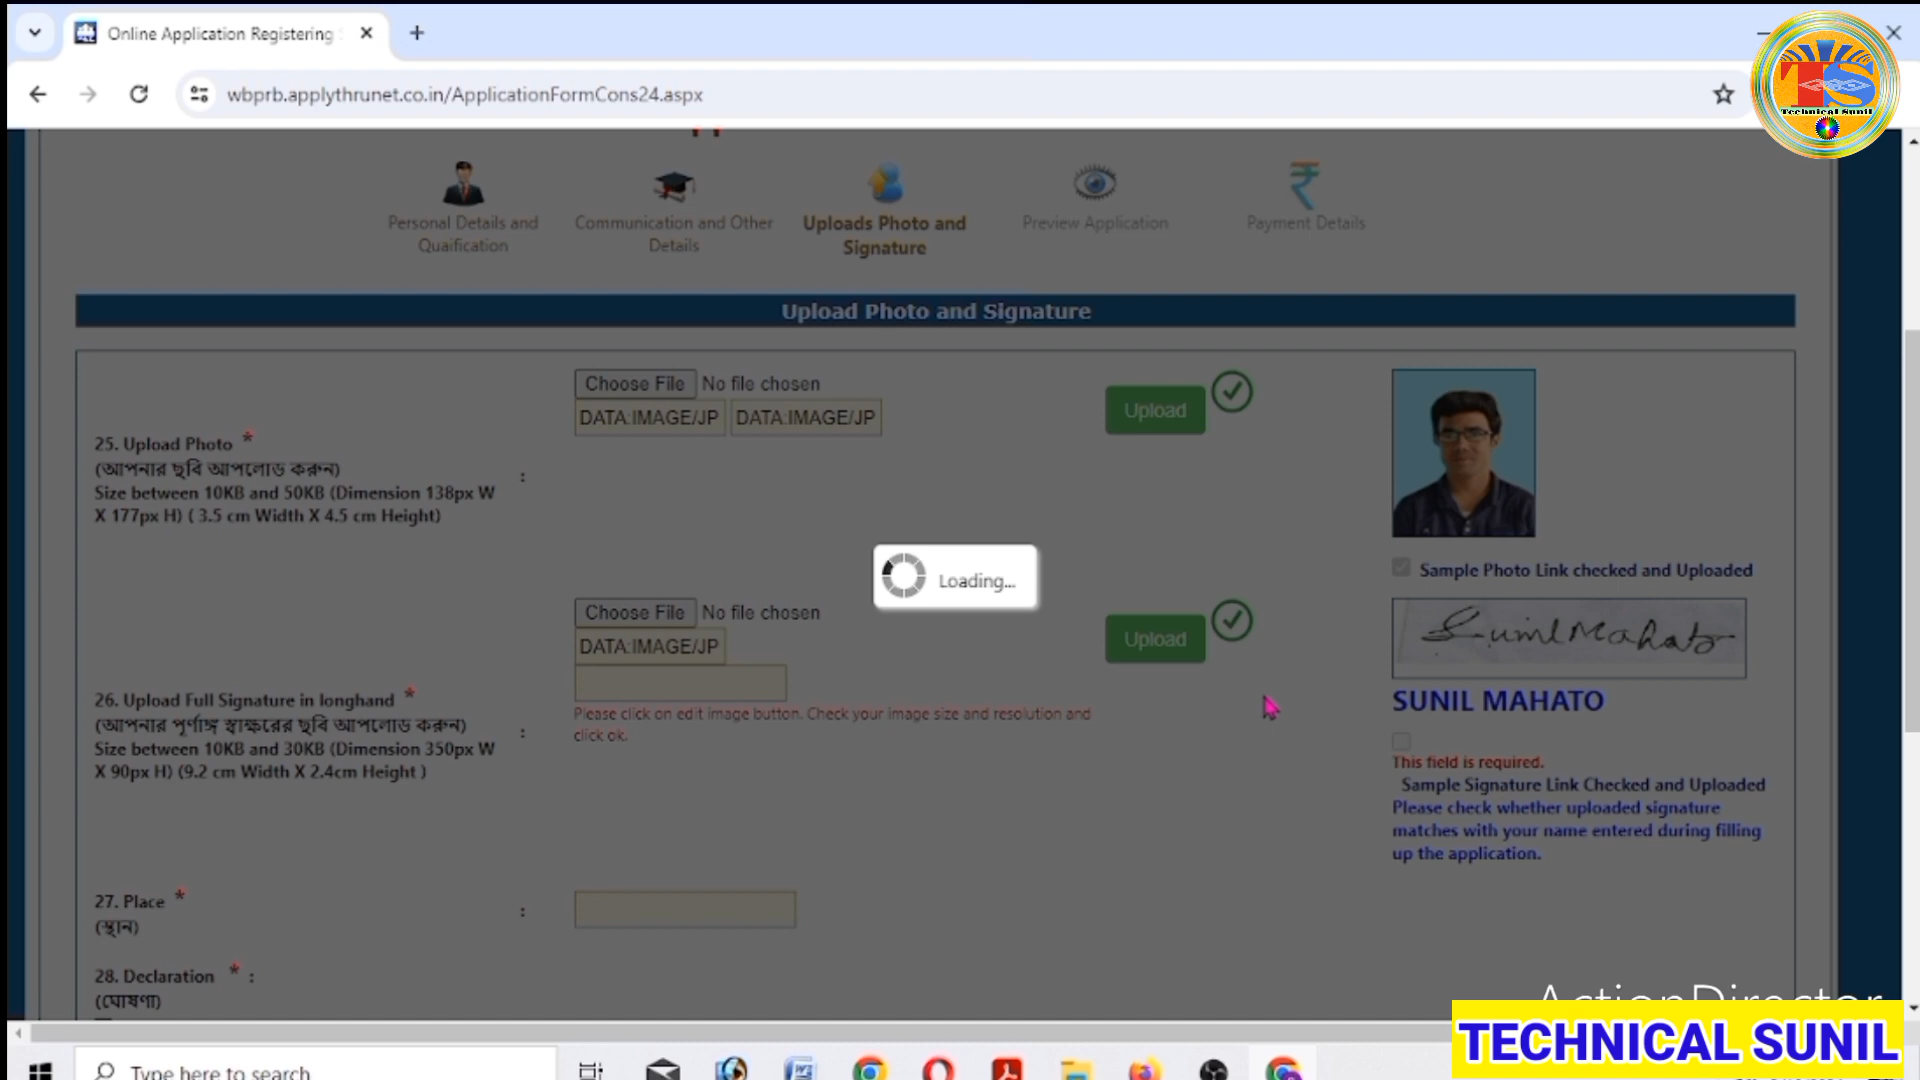 Online Application Registering
wbprb.applythrunet.co.in/ApplicationFormCons24.aspx
TS
Technical Sunil
Personal Details and
Quaification
Communication and Other
Details
Uploads Photo and
Signature
Preview Application
Payment Details
Upload Photo and Signature
Choose File No file chosen
DATA:IMAGE/JP DATA:IMAGE/JP
Upload
25. Upload Photo *
(আপনার ছবি আপলোড করুন)
:
Size between 10KB and 50KB (Dimension 138px W
X 177px H) ( 3.5 cm Width X 4.5 cm Height)
Loading...
Sample Photo Link checked and Uploaded
Choose File No file chosen
DATA:IMAGE/JP
Upload
Sunil Mahato
26. Upload Full Signature in longhand *
(আপনার পূর্ণাঙ্গ স্বাক্ষরের ছবি আপলোড করুন)
:
Size between 10KB and 30KB (Dimension 350px W
X 90px H) (9.2 cm Width X 2.4cm Height )
Please click on edit image button. Check your image size and resolution and
click ok.
SUNIL MAHATO
This field is required.
Sample Signature Link Checked and Uploaded
Please check whether uploaded signature
matches with your name entered during filling
up the application.
27. Place *
(স্থান)
:
28. Declaration * :
(ঘোষণা)
ActionDirector
TECHNICAL SUNIL
Type here to search